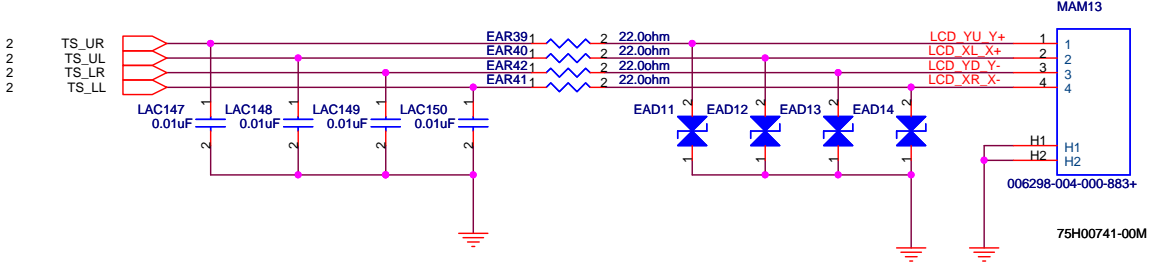 MAM13
2 TS_UR EAR39 1 2 22.0ohm LCD_YU_Y+ 1 1
2 TS_UL EAR40 1 2 22.0ohm LCD_XL_X+ 2 2
2 TS_LR EAR42 1 2 22.0ohm LCD_YD_Y- 3 3
2 TS_LL EAR41 1 2 22.0ohm LCD_XR_X- 4 4
1 1 1 1 2 2 2 2
LAC147 LAC148 LAC149 LAC150 EAD11 EAD12 EAD13 EAD14
0.01uF 0.01uF 0.01uF 0.01uF
2 2 2 2 1 1 1 1
H1 H1
H2 H2
006298-004-000-883+
75H00741-00M